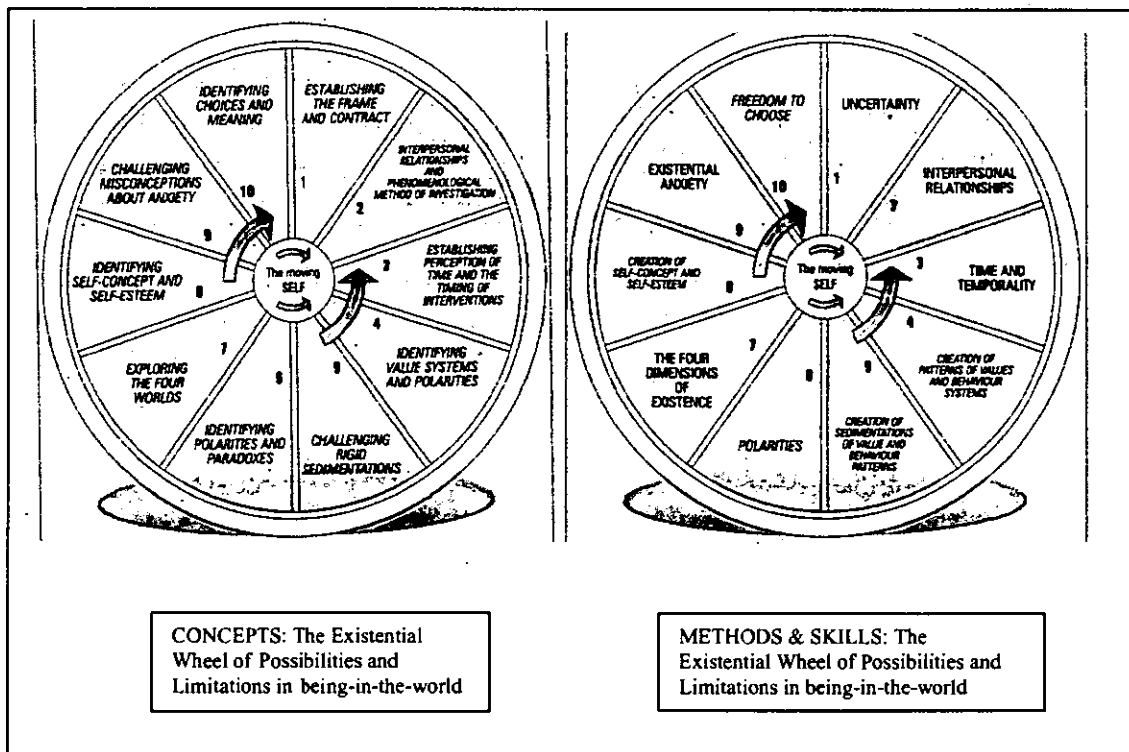 IDENTIFYING
CHOICES AND
MEANING
ESTABLISHING
THE FRAME
AND CONTRACT
INTERPERSONAL
RELATIONSHIPS
AND
PHENOMENOLOGICAL
METHOD OF INVESTIGATION
ESTABLISHING
PERCEPTION OF
TIME AND THE
TIMING OF
INTERVENTIONS
IDENTIFYING
VALUE SYSTEMS
AND POLARITIES
CHALLENGING
RIGID
SEDIMENTATIONS
IDENTIFYING
POLARITIES AND
PARADOXES
EXPLORING
THE FOUR
WORLDS
IDENTIFYING
SELF-CONCEPT AND
SELF-ESTEEM
CHALLENGING
MISCONCEPTIONS
ABOUT ANXIETY
10
1
2
3
4
9
7
8
9
The moving
SELF
FREEDOM TO
CHOOSE
UNCERTAINTY
INTERPERSONAL
RELATIONSHIPS
TIME AND
TEMPORALITY
CREATION OF
PATTERNS OF VALUES
AND BEHAVIOUR
SYSTEMS
CREATION OF
SEDIMENTATIONS
OF VALUE AND
BEHAVIOUR
PATTERNS
POLARITIES
THE FOUR
DIMENSIONS
OF
EXISTENCE
CREATION OF
SELF-CONCEPT AND
SELF-ESTEEM
EXISTENTIAL
ANXIETY
10
1
2
3
4
9
7
8
9
The moving
SELF
CONCEPTS: The Existential
Wheel of Possibilities and
Limitations in being-in-the-world
METHODS & SKILLS: The
Existential Wheel of Possibilities and
Limitations in being-in-the-world